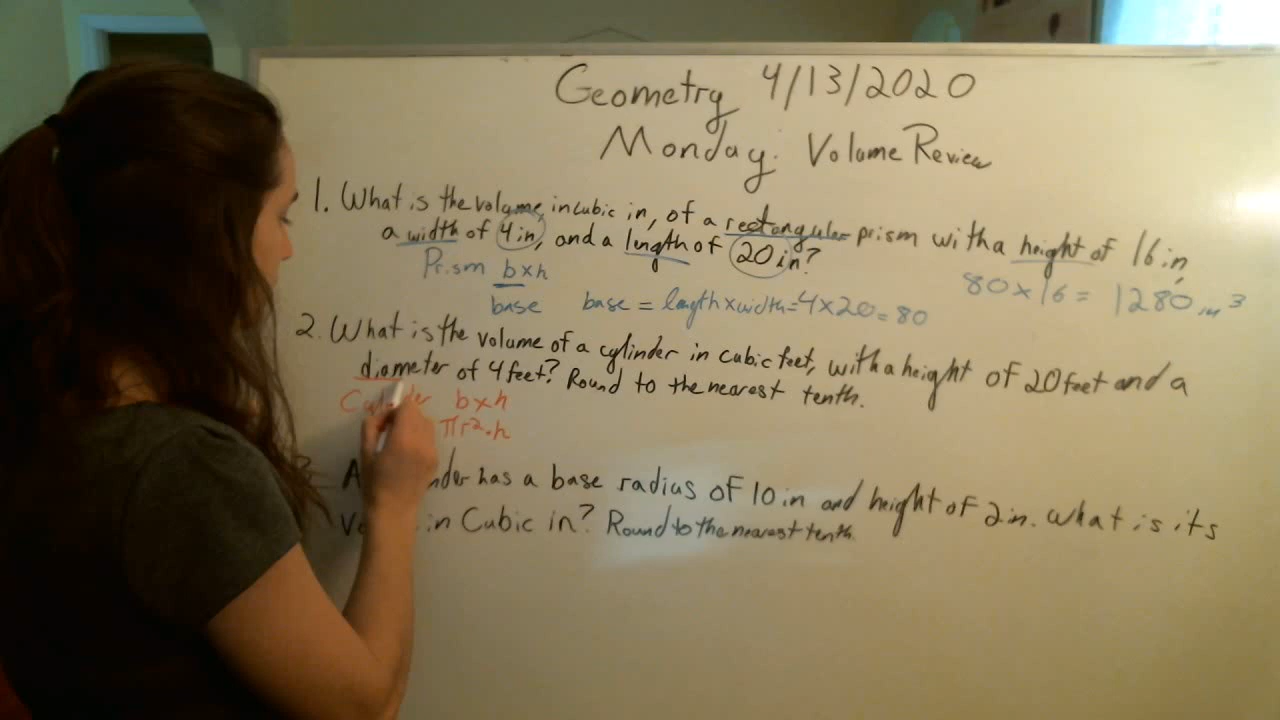 Geometry 4/13/2020
Monday: Volume Review
1. What is the volume, in cubic in, of a rectangular prism with a height of 16 in,
a width of 4 in, and a length of 20 in?
Prism b x h
base base = length x width = 4 x 20 = 80
80 x 16 = 1280 in³
2. What is the volume of a cylinder in cubic feet, with a height of 20 feet and a
diameter of 4 feet? Round to the nearest tenth.
b x h
πr²·h
has a base radius of 10 in and height of 2 in. What is its
in Cubic in? Round to the nearest tenth.